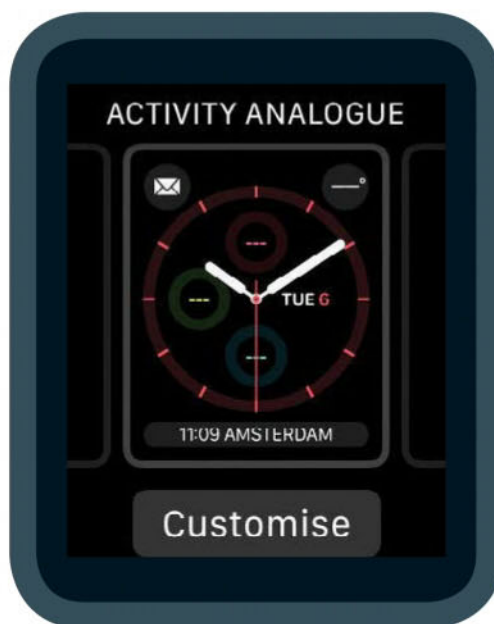 ACTIVITY ANALOGUE
—°
---
---
TUE 6
---
11:09 AMSTERDAM
Customise